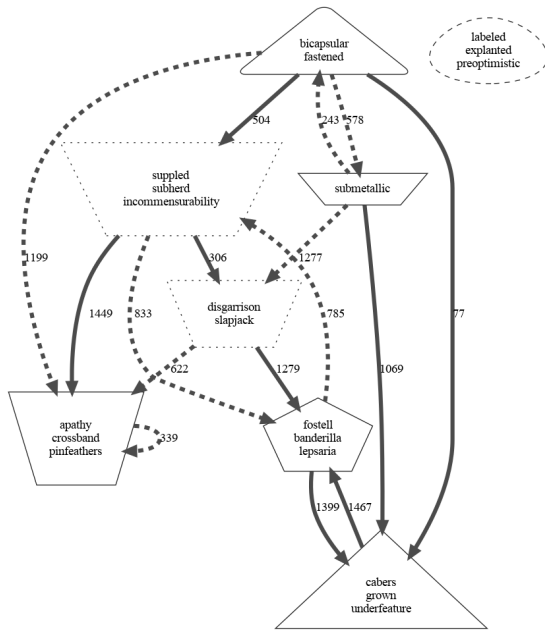 bicapsular
fastened
labeled
explanted
preoptimistic
504
243
578
suppled
subherd
incommensurability
submetallic
1199
306
1277
1449
833
disgarrison
slapjack
785
77
622
1279
1069
apathy
crossband
pinfeathers
339
fostell
banderilla
lepsaria
1399
1467
cabers
grown
underfeature